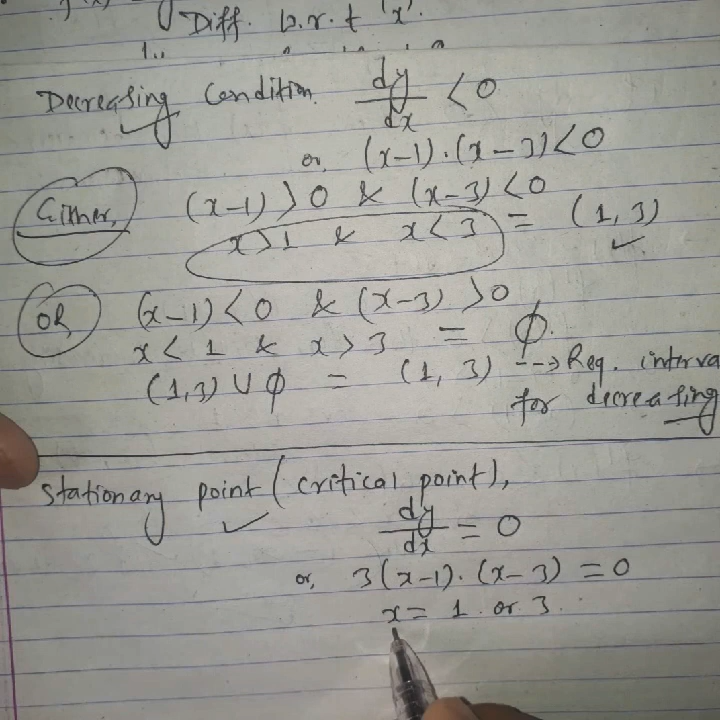 Diff. w.r.t 'x'.
Decreasing Condition. dy/dx < 0
or, (x-1).(x-3)<0
Either, (x-1)>0 & (x-3)<0
x>1 & x<3 = (1,3)
OR, (x-1)<0 & (x-3)>0
x<1 & x>3 = ϕ.
(1,3) ∪ ϕ = (1,3) --→ Req. interva
for decreasing
Stationary point (critical point),
dy/dx = 0
or, 3(x-1).(x-3) = 0
x = 1 or 3.